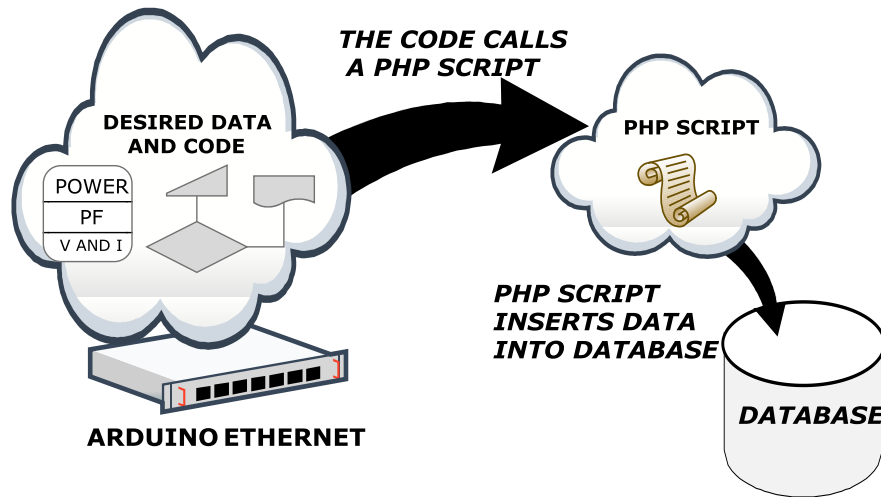 THE CODE CALLS
A PHP SCRIPT
DESIRED DATA
AND CODE
POWER
PF
V AND I
PHP SCRIPT
PHP SCRIPT
INSERTS DATA
INTO DATABASE
DATABASE
ARDUINO ETHERNET